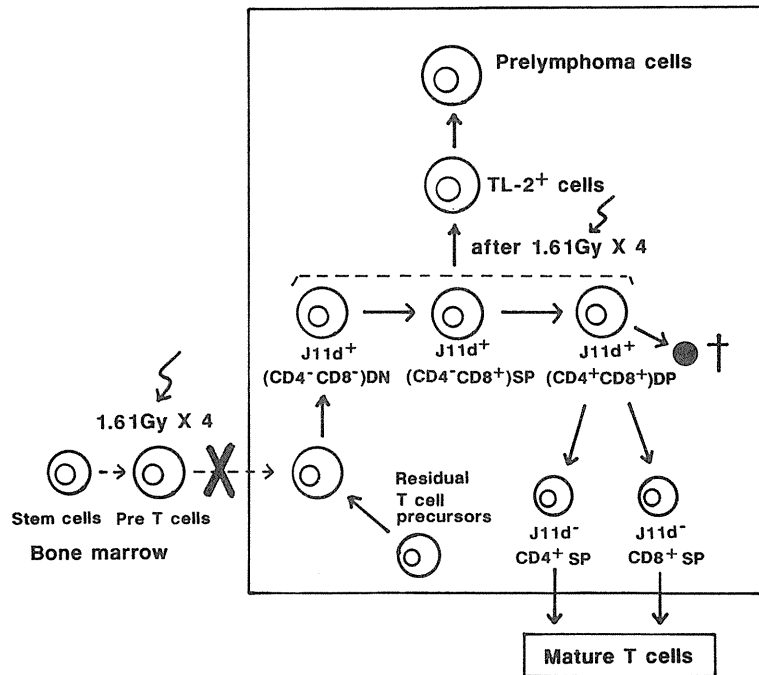 Prelymphoma cells
TL-2⁺ cells
after 1.61Gy X 4
J11d⁺ J11d⁺ J11d⁺
(CD4⁻CD8⁻)DN (CD4⁻CD8⁺)SP (CD4⁺CD8⁺)DP †
1.61Gy X 4
Stem cells Pre T cells
Bone marrow
Residual
T cell
precursors
J11d⁻ J11d⁻
CD4⁺ SP CD8⁺ SP
Mature T cells